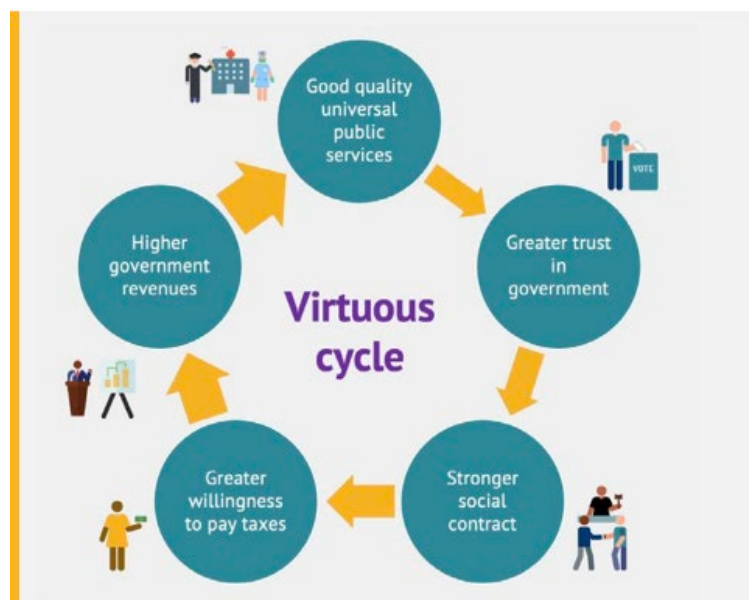 Good quality
universal
public
services
VOTE
Greater trust
in
government
Higher
government
revenues
Virtuous
cycle
Stronger
social
contract
Greater
willingness
to pay taxes